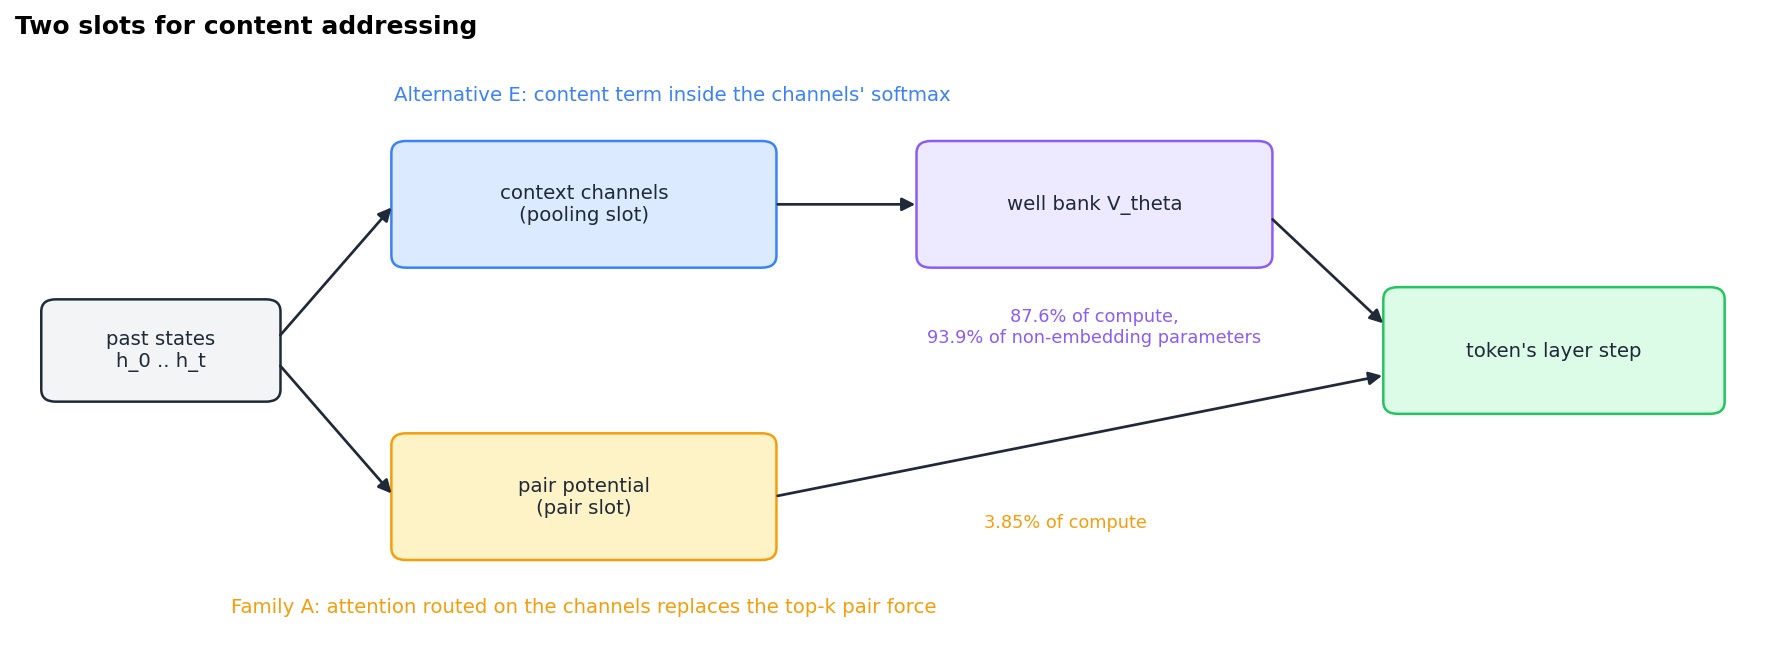 Two slots for content addressing
Alternative E: content term inside the channels' softmax
context channels
(pooling slot)
well bank V_theta
87.6% of compute,
93.9% of non-embedding parameters
past states
h_0 .. h_t
token's layer step
pair potential
(pair slot)
3.85% of compute
Family A: attention routed on the channels replaces the top-k pair force